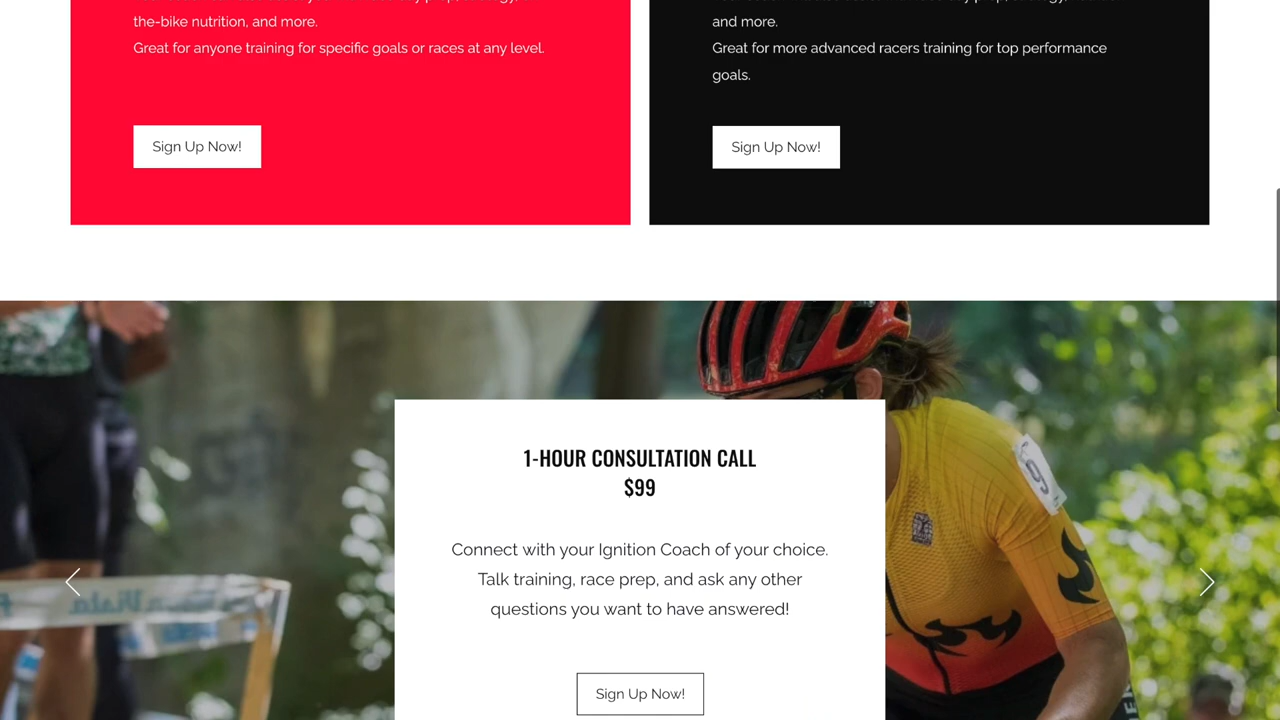 the-bike nutrition, and more.
Great for anyone training for specific goals or races at any level.
Sign Up Now!
and more.
Great for more advanced racers training for top performance
goals.
Sign Up Now!
1-HOUR CONSULTATION CALL
$99
Connect with your Ignition Coach of your choice.
Talk training, race prep, and ask any other
questions you want to have answered!
Sign Up Now!
9